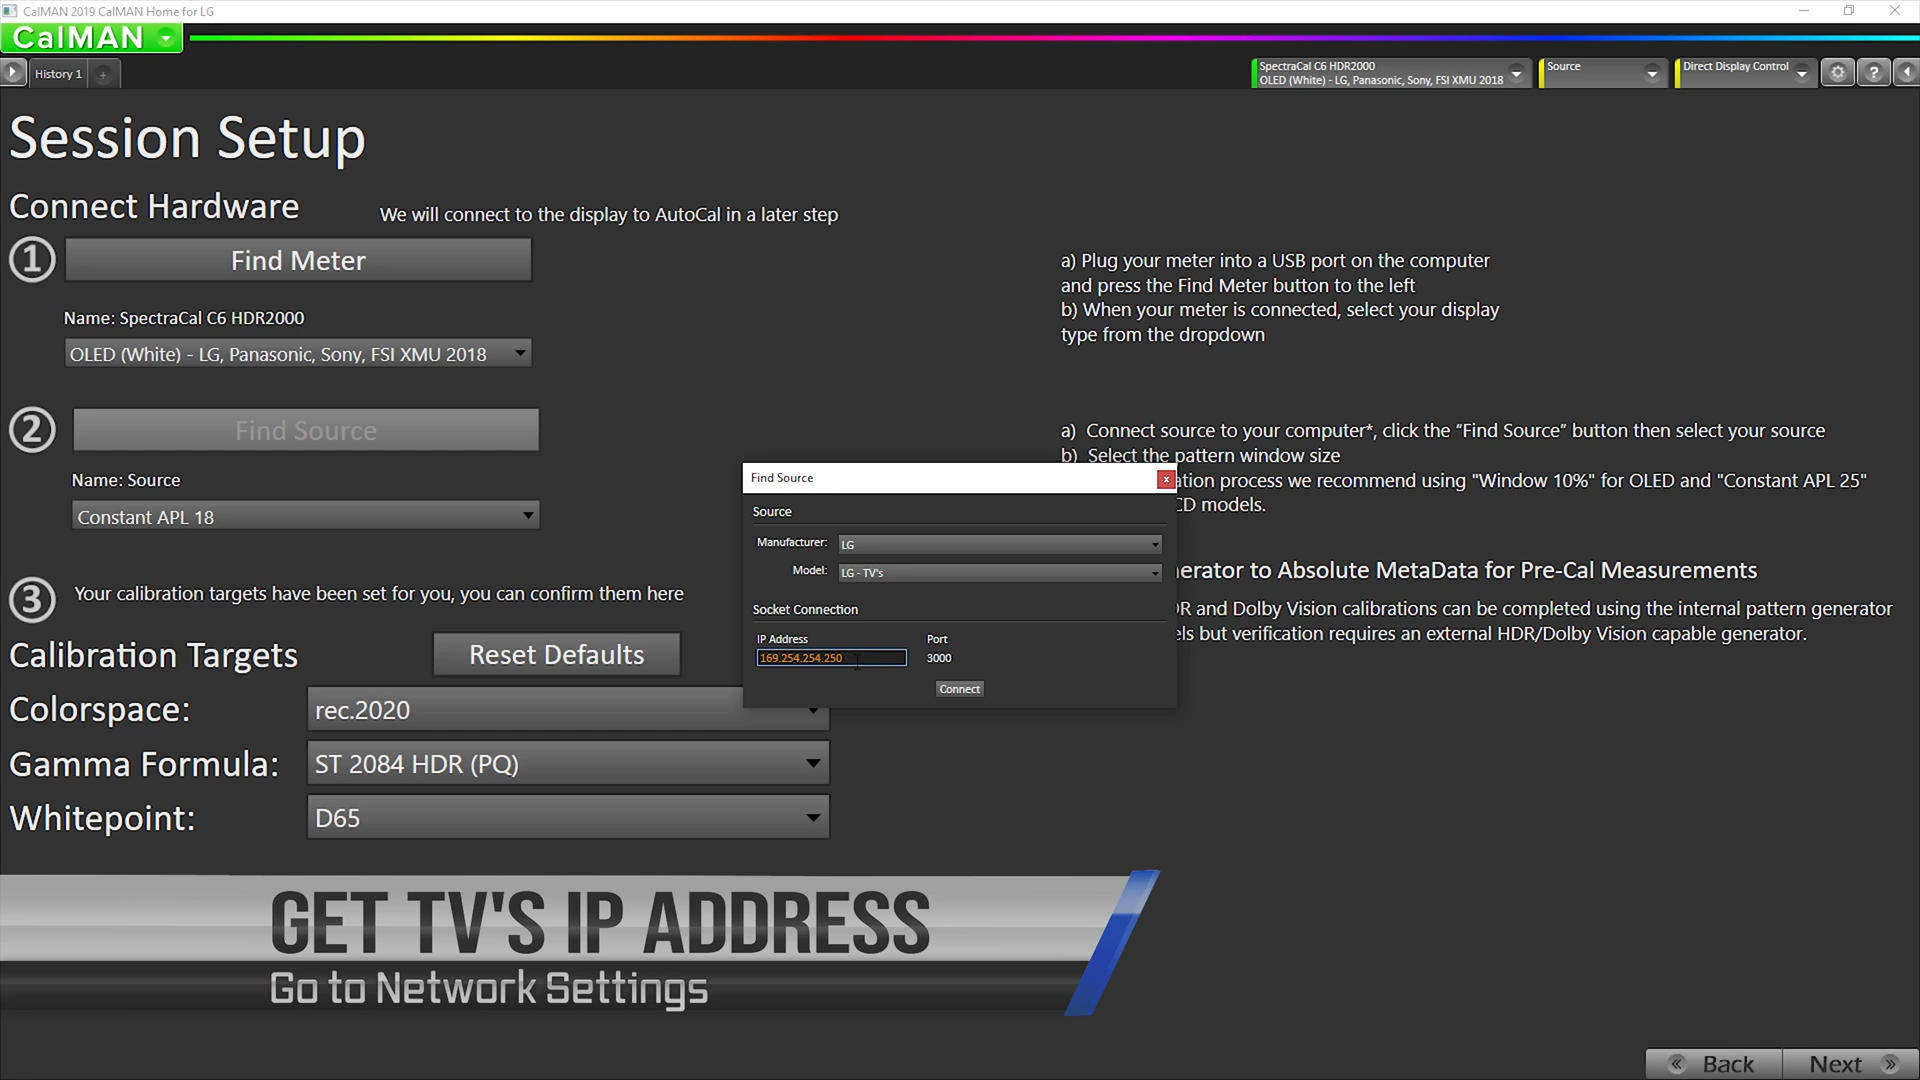 CalMAN 2019 CalMAN Home for LG
CalMAN
History 1
+
SpectraCal C6 HDR2000
OLED (White) - LG, Panasonic, Sony, FSI XMU 2018
Source
Direct Display Control
?
Session Setup
Connect Hardware
We will connect to the display to AutoCal in a later step
1
Find Meter
Name: SpectraCal C6 HDR2000
OLED (White) - LG, Panasonic, Sony, FSI XMU 2018
a) Plug your meter into a USB port on the computer
and press the Find Meter button to the left
b) When your meter is connected, select your display
type from the dropdown
2
Find Source
Name: Source
Constant APL 18
a) Connect source to your computer*, click the "Find Source" button then select your source
b) Select the pattern window size
ation process we recommend using "Window 10%" for OLED and "Constant APL 25"
CD models.
erator to Absolute MetaData for Pre-Cal Measurements
DR and Dolby Vision calibrations can be completed using the internal pattern generator
els but verification requires an external HDR/Dolby Vision capable generator.
Find Source
x
Source
Manufacturer:
LG
Model:
LG - TV's
Socket Connection
IP Address
Port
169.254.254.250
3000
Connect
3
Your calibration targets have been set for you, you can confirm them here
Calibration Targets
Reset Defaults
Colorspace:
rec.2020
Gamma Formula:
ST 2084 HDR (PQ)
Whitepoint:
D65
GET TV'S IP ADDRESS
Go to Network Settings
« Back
Next »